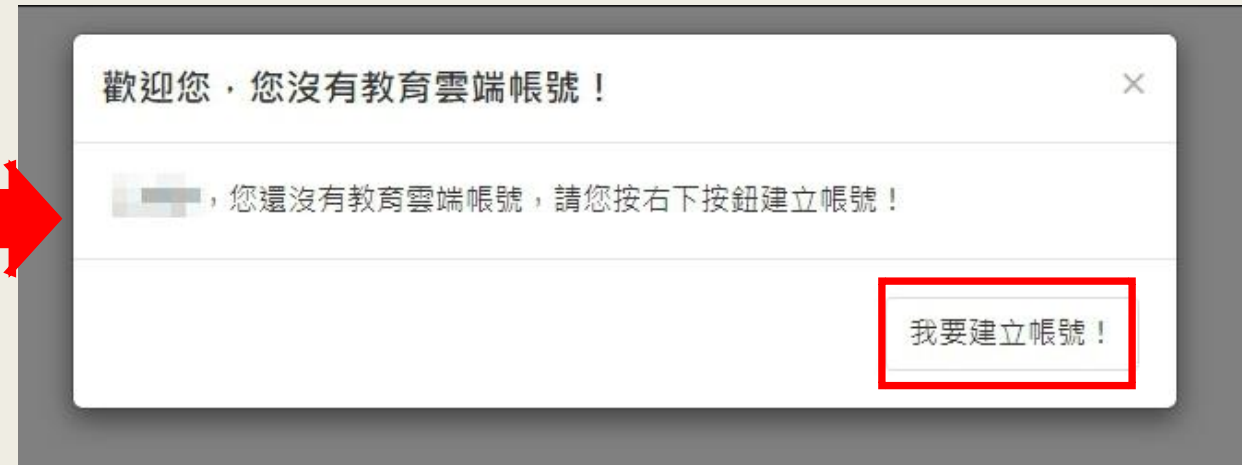 歡迎您，您沒有教育雲端帳號！
×
，您還沒有教育雲端帳號，請您按右下按鈕建立帳號！
我要建立帳號！